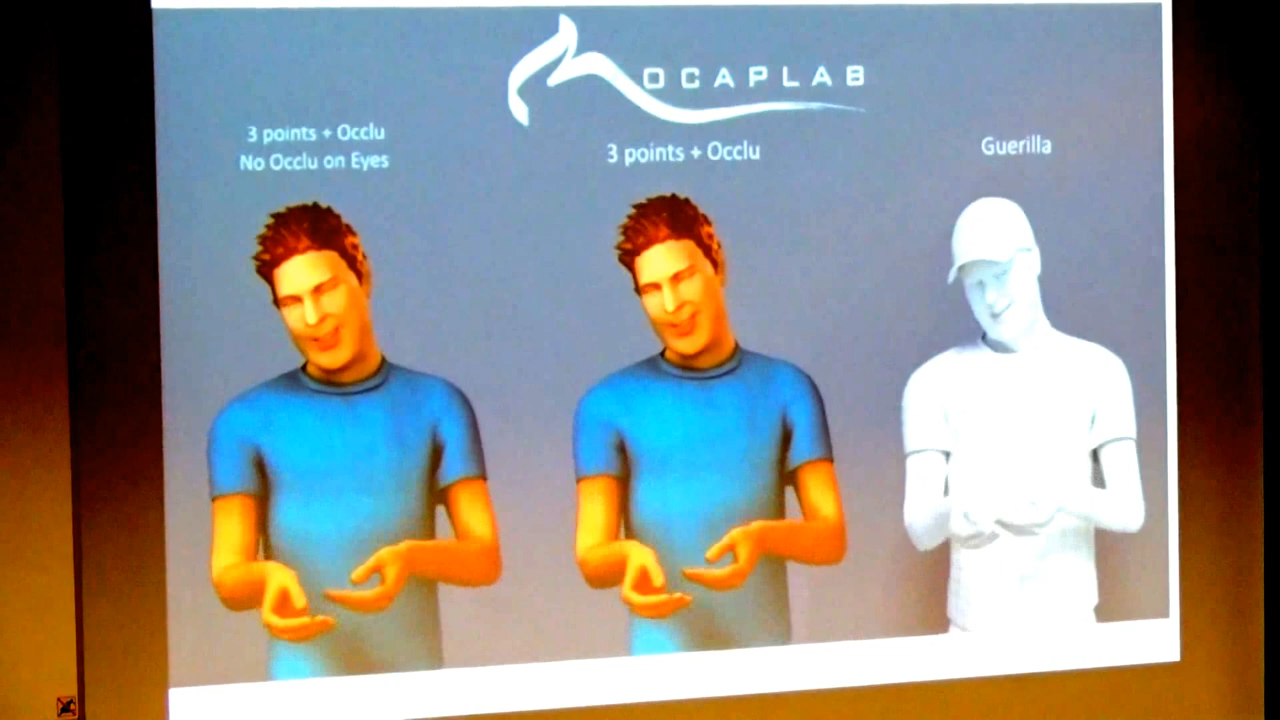 MOCAPLAB
3 points + Occlu
No Occlu on Eyes
3 points + Occlu
Guerilla